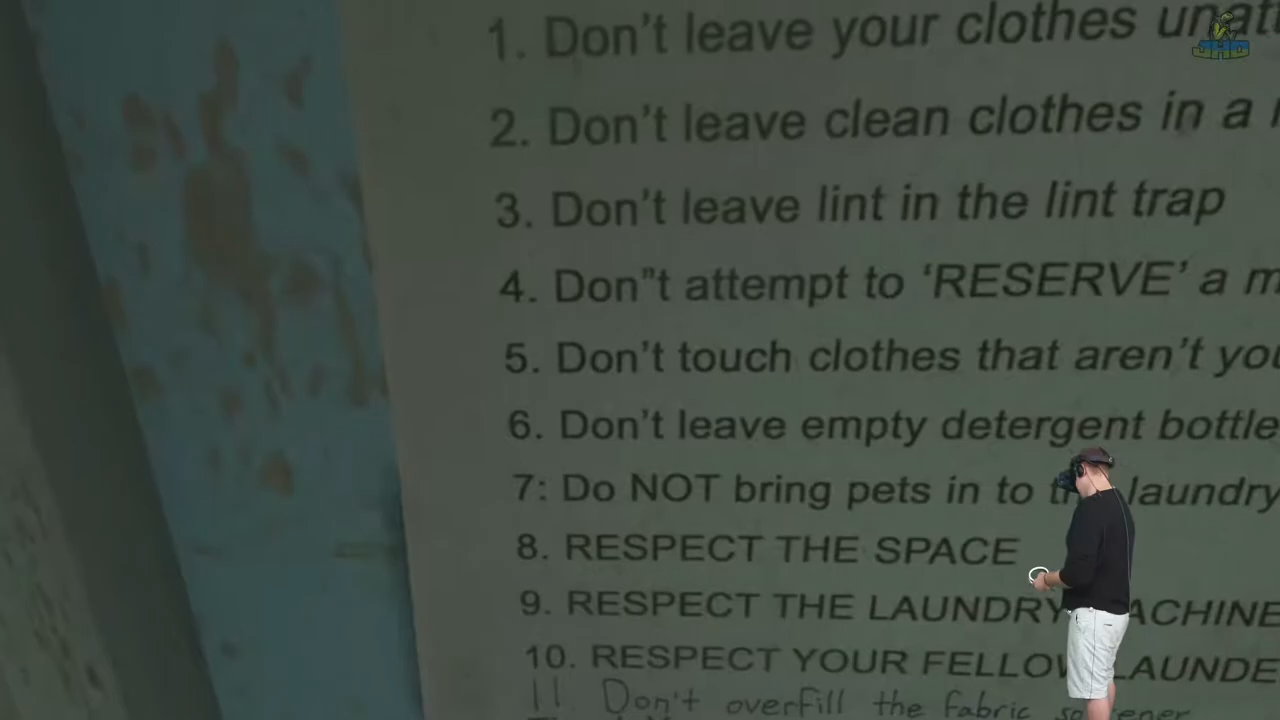 1. Don't leave your clothes
2. Don't leave clean clothes in a
3. Don't leave lint in the lint trap
4. Don"t attempt to 'RESERVE' a
5. Don't touch clothes that aren't
6. Don't leave empty detergent
7: Do NOT bring pets in to laundry
8. RESPECT THE SPACE
9. RESPECT THE LAUNDRY
10. RESPECT YOUR
11. Don't overfill the fabric
JHD